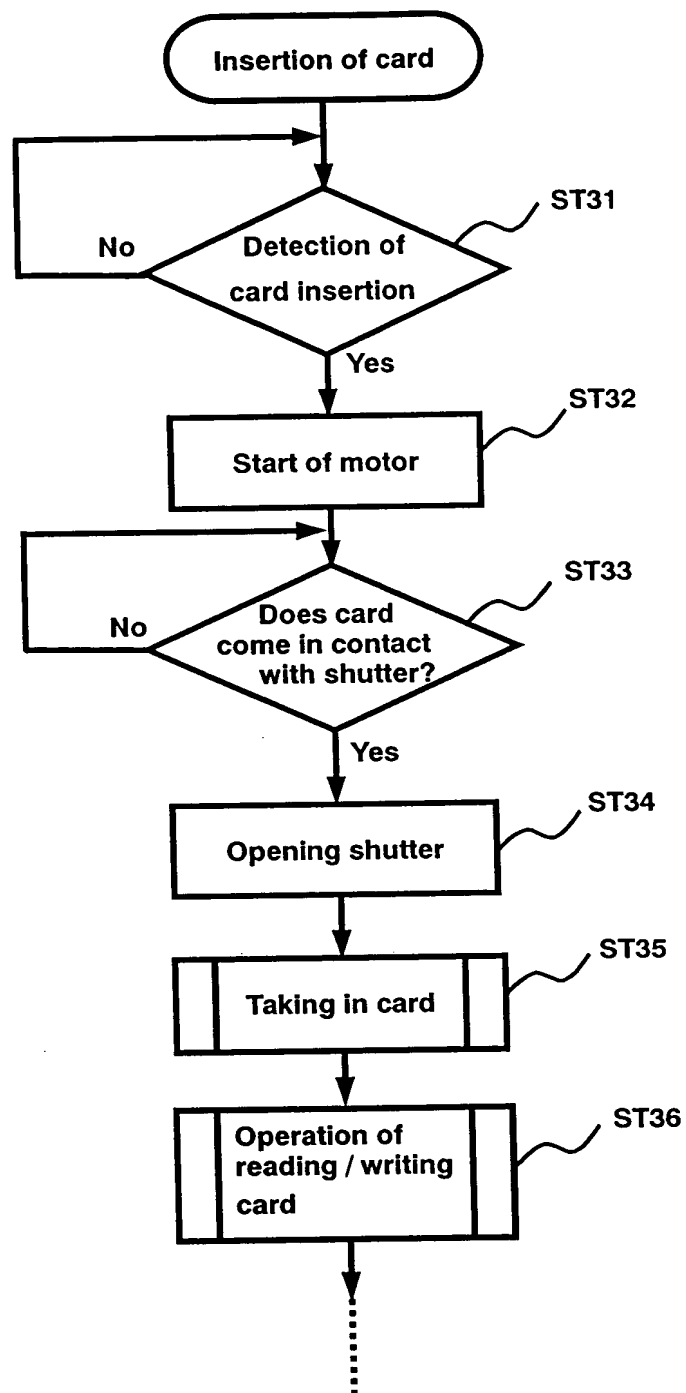 Insertion of card
ST31
Detection of
card insertion
No
Yes
ST32
Start of motor
ST33
Does card
come in contact
with shutter?
No
Yes
ST34
Opening shutter
ST35
Taking in card
ST36
Operation of
reading / writing
card